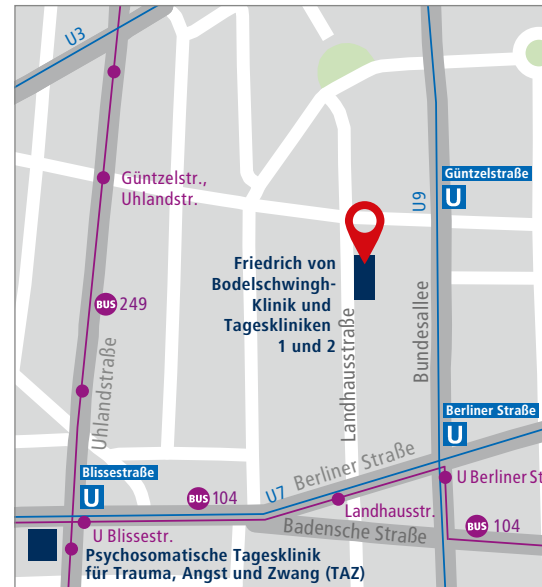 U3
Güntzelstr.,
Uhlandstr.
Güntzelstraße
U
U9
Friedrich von
Bodelschwingh-
Klinik und
Tageskliniken
1 und 2
BUS 249
Uhlandstraße
Landhausstraße
Bundesallee
Berliner Straße
U
Blissestraße
U
BUS 104
U7
Berliner Straße
Landhausstr.
U Berliner St
Badensche Straße
BUS 104
U Blissestr.
Psychosomatische Tagesklinik
für Trauma, Angst und Zwang (TAZ)